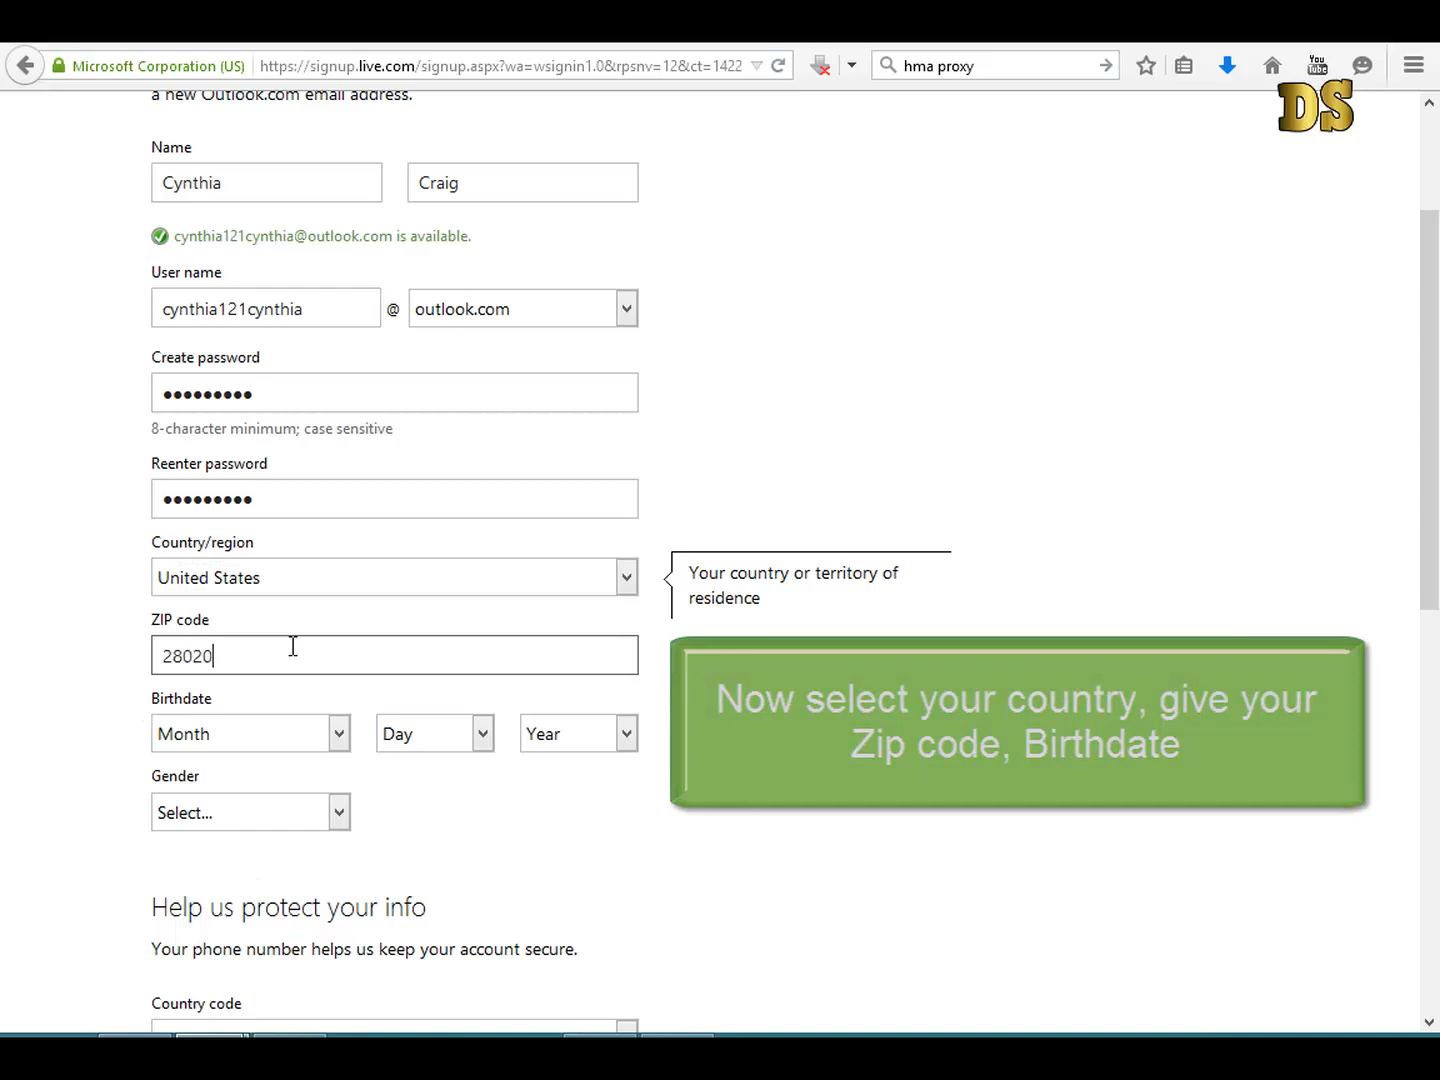 Microsoft Corporation (US) https://signup.live.com/signup.aspx?wa=wsignin1.0&rpsnv=12&ct=1422 hma proxy You Tube
DS
a new Outlook.com email address.
Name
Cynthia Craig
cynthia121cynthia@outlook.com is available.
User name
cynthia121cynthia @ outlook.com
Create password
•••••••••
8-character minimum; case sensitive
Reenter password
•••••••••
Country/region
United States
Your country or territory of
residence
ZIP code
28020
Now select your country, give your
Zip code, Birthdate
Birthdate
Month Day Year
Gender
Select...
Help us protect your info
Your phone number helps us keep your account secure.
Country code